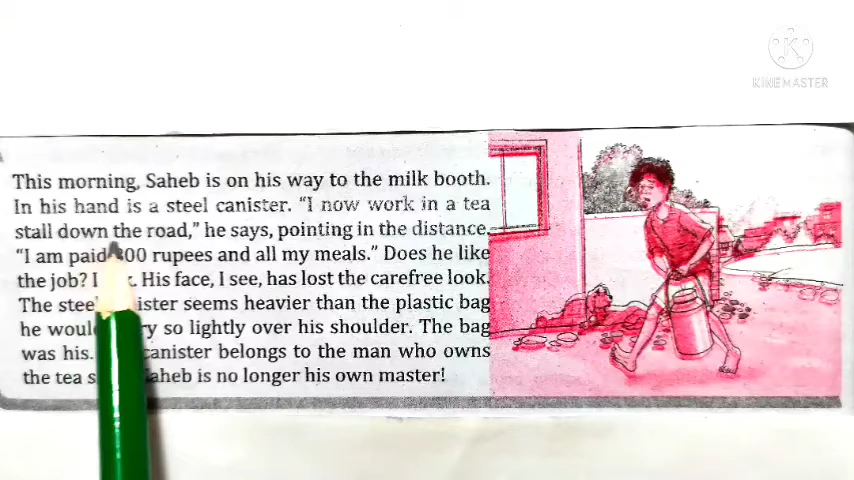 KINEMASTER
This morning, Saheb is on his way to the milk booth.
In his hand is a steel canister. “I now work in a tea
stall down the road,” he says, pointing in the distance.
“I am paid 800 rupees and all my meals.” Does he like
the job? I His face, I see, has lost the carefree look.
The steel canister seems heavier than the plastic bag
he would carry so lightly over his shoulder. The bag
was his. canister belongs to the man who owns
the tea Saheb is no longer his own master!